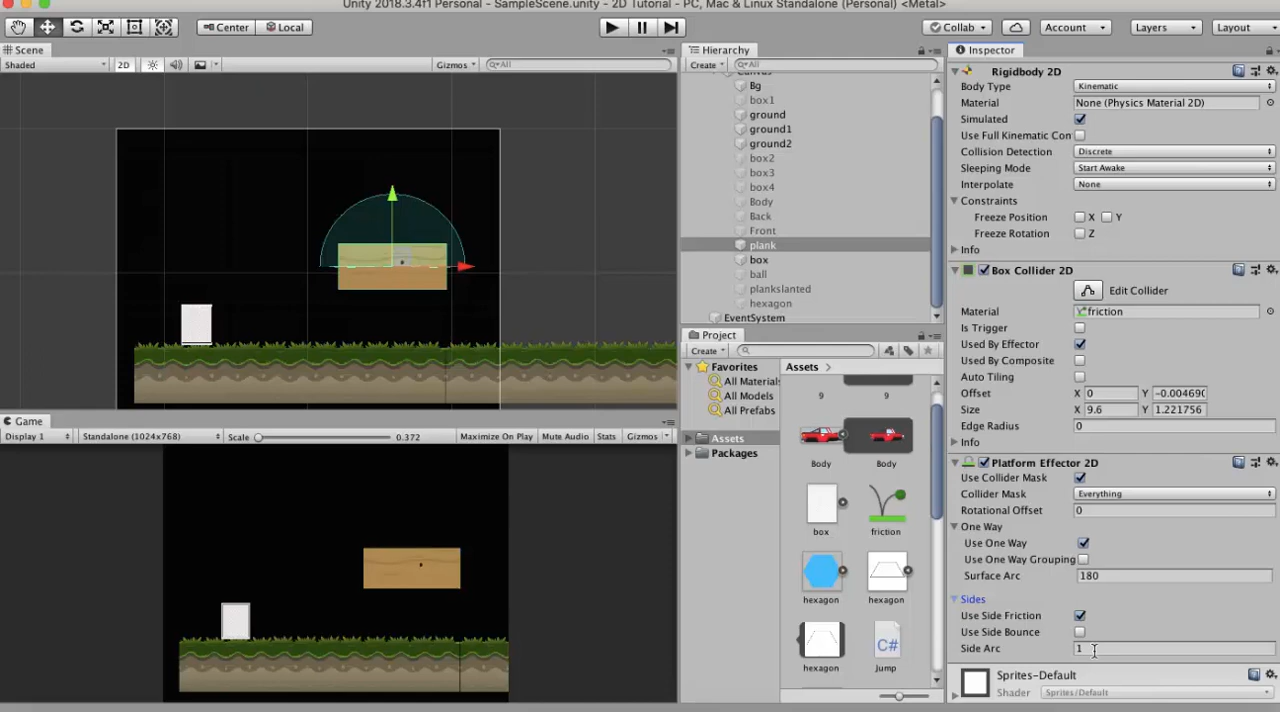 Unity 2018.3.4f1 Personal - SampleScene.unity - 2D Tutorial - PC, Mac & Linux Standalone (Personal) <Metal>
Center Local Collab Account Layers Layout
Scene
Shaded 2D Gizmos All
Hierarchy
Create All
Canvas
Bg
box1
ground
ground1
ground2
box2
box3
box4
Body
Back
Front
plank
box
ball
plankslanted
hexagon
EventSystem
Project
Create
Favorites
All Materials
All Models
All Prefabs
Assets
Packages
Assets
9 9
Body Body
box friction
hexagon hexagon
hexagon Jump
C#
Game
Display 1 Standalone (1024x768) Scale 0.372 Maximize On Play Mute Audio Stats Gizmos
Inspector
Rigidbody 2D
Body Type Kinematic
Material None (Physics Material 2D)
Simulated
Use Full Kinematic Con
Collision Detection Discrete
Sleeping Mode Start Awake
Interpolate None
Constraints
Freeze Position X Y
Freeze Rotation Z
Info
Box Collider 2D
Edit Collider
Material friction
Is Trigger
Used By Effector
Used By Composite
Auto Tiling
Offset X 0 Y -0.004690
Size X 9.6 Y 1.221756
Edge Radius 0
Info
Platform Effector 2D
Use Collider Mask
Collider Mask Everything
Rotational Offset 0
One Way
Use One Way
Use One Way Grouping
Surface Arc 180
Sides
Use Side Friction
Use Side Bounce
Side Arc 1
Sprites-Default
Shader Sprites/Default